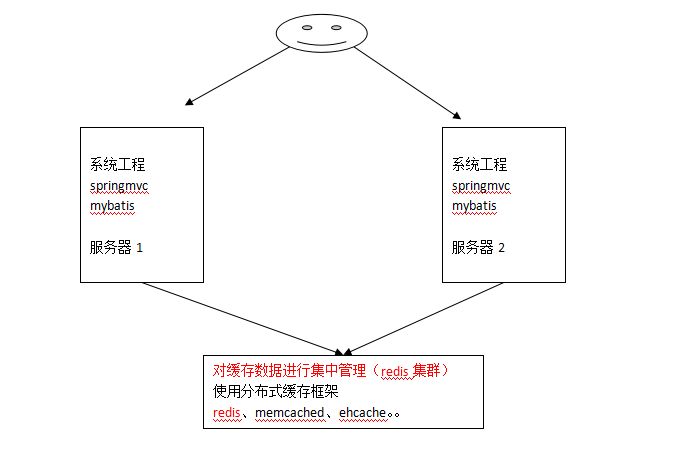 系统工程
springmvc
mybatis
服务器 1
系统工程
springmvc
mybatis
服务器 2
对缓存数据进行集中管理（redis 集群）
使用分布式缓存框架
redis、memcached、ehcache。。